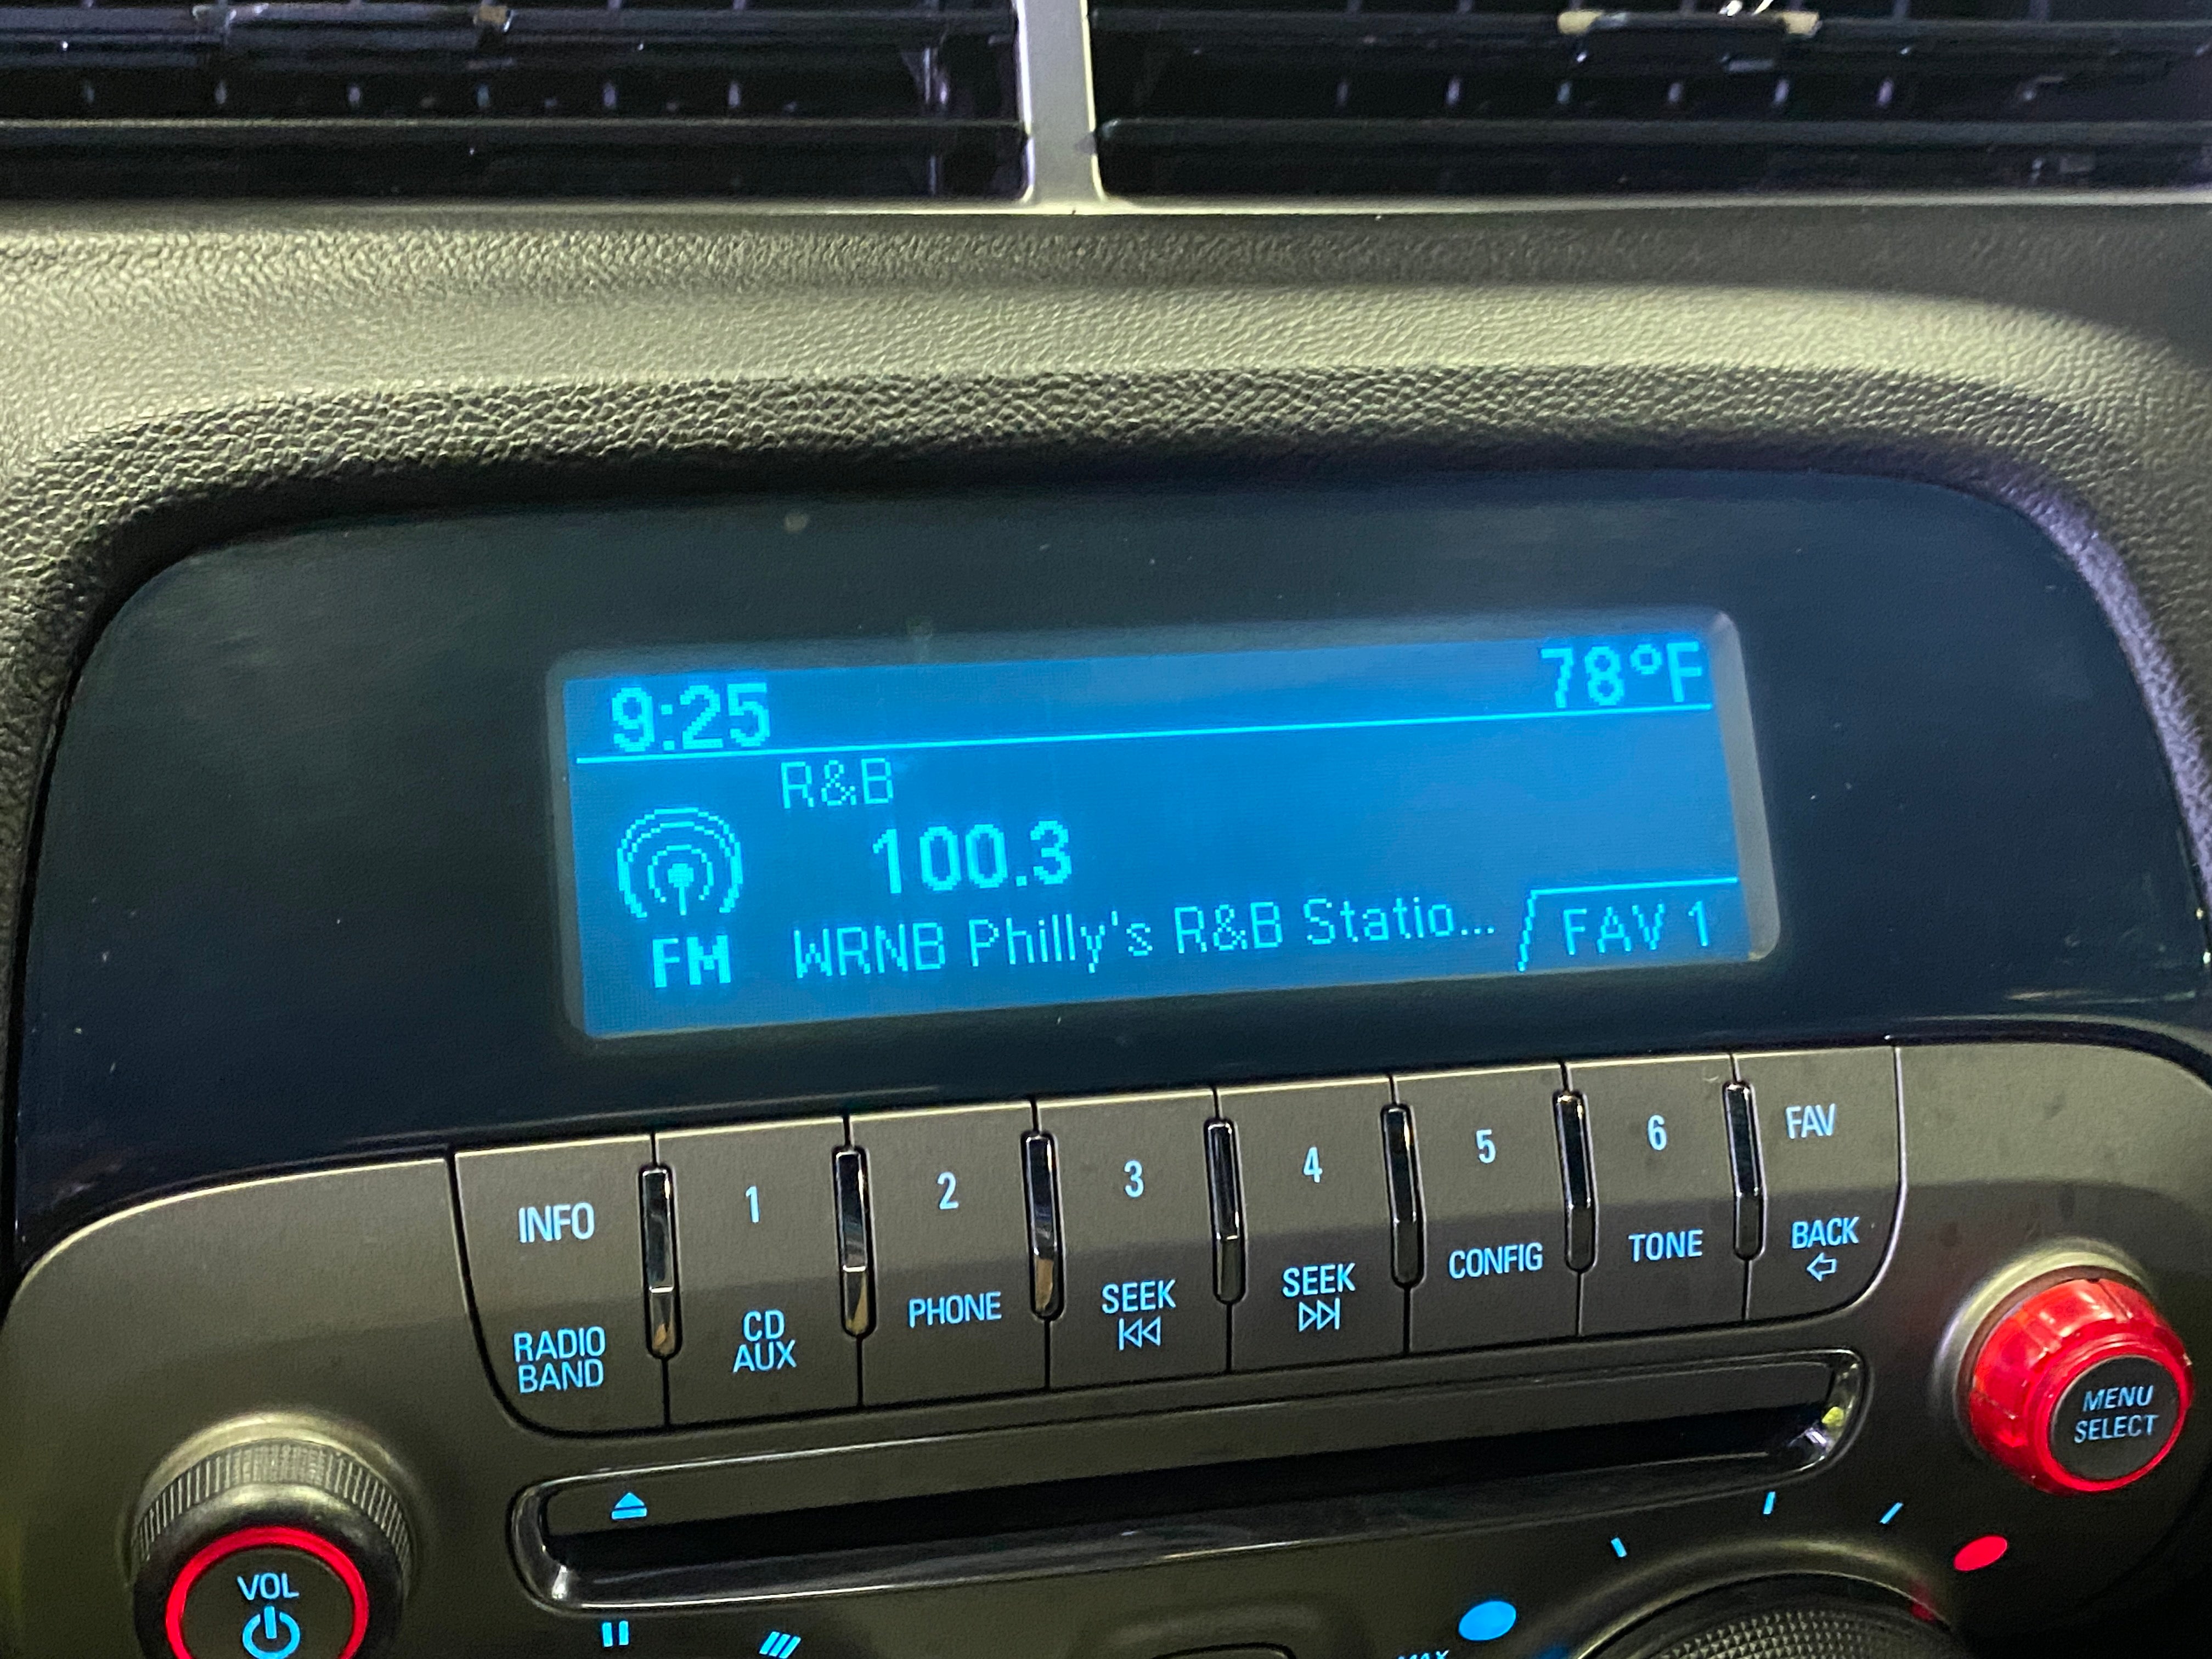 9:25 78°F
R&B
100.3
FM WRNB Philly's R&B Statio... FAV 1
INFO 1 2 3 4 5 6 FAV
RADIO BAND
CD AUX
PHONE
SEEK
SEEK
CONFIG
TONE
BACK
MENU
SELECT
VOL
MAX